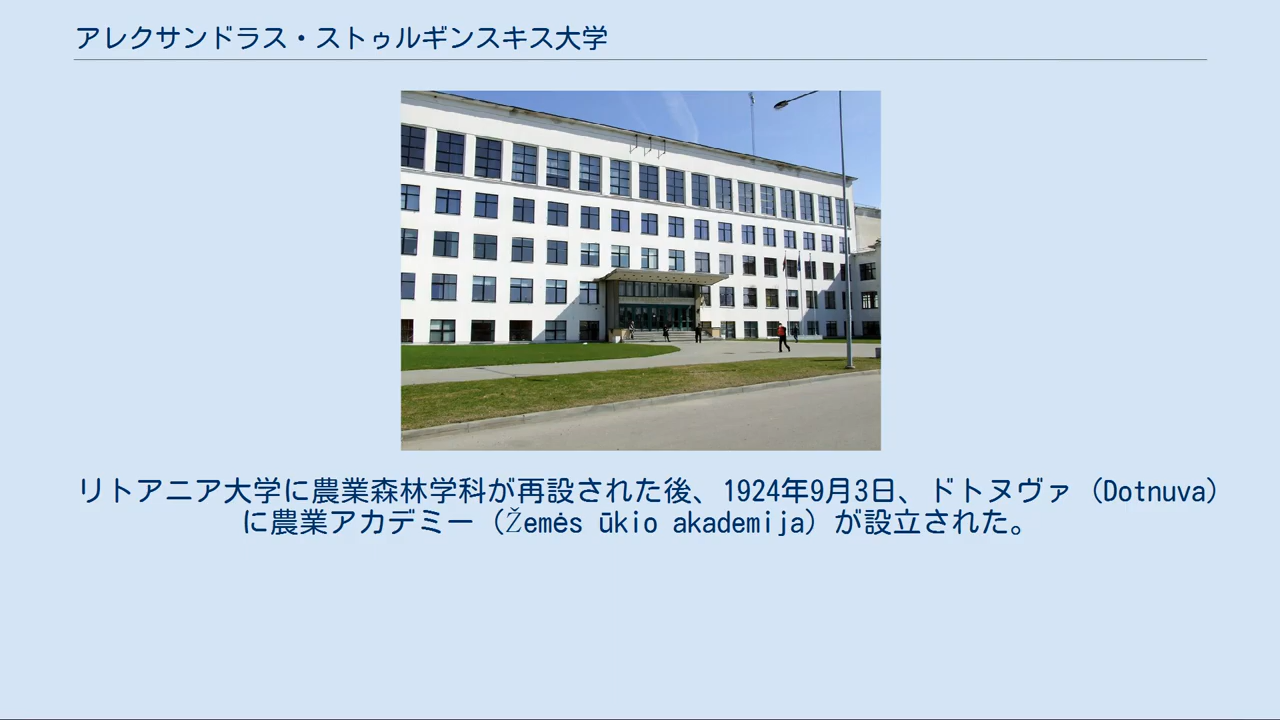 アレクサンドラス・ストゥルギンスキス大学
リトアニア大学に農業森林学科が再設された後、1924年9月3日、ドトヌヴァ (Dotnuva)
に農業アカデミー (Žemės ūkio akademija) が設立された。